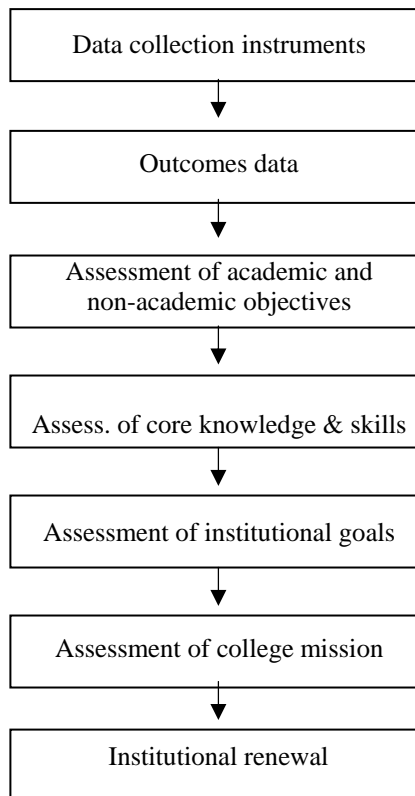 Data collection instruments
Outcomes data
Assessment of academic and
non-academic objectives
Assess. of core knowledge & skills
Assessment of institutional goals
Assessment of college mission
Institutional renewal